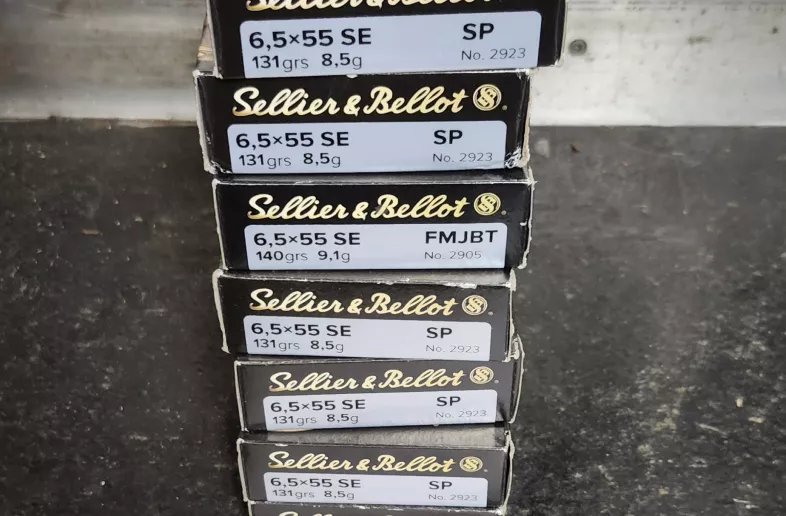 Sellier & Bellot
6,5×55 SE SP
131grs 8,5g No. 2923
Sellier & Bellot
6,5×55 SE SP
131grs 8,5g No. 2923
Sellier & Bellot
6,5×55 SE FMJBT
140grs 9,1g No. 2905
Sellier & Bellot
6,5×55 SE SP
131grs 8,5g No. 2923
Sellier & Bellot
6,5×55 SE SP
131grs 8,5g No. 2923
Sellier & Bellot
6,5×55 SE SP
131grs 8,5g No. 2923